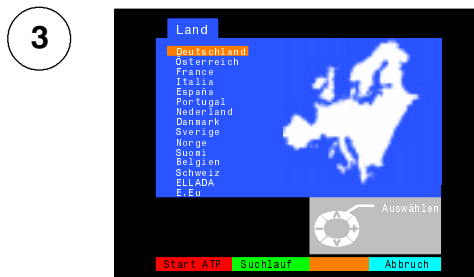 3
Land
Deutschland
Österreich
France
Italia
España
Portugal
Nederland
Danmark
Sverige
Norge
Suomi
Belgien
Schweiz
ELLADA
E.Eu
Auswählen
Start ATP Suchlauf Abbruch